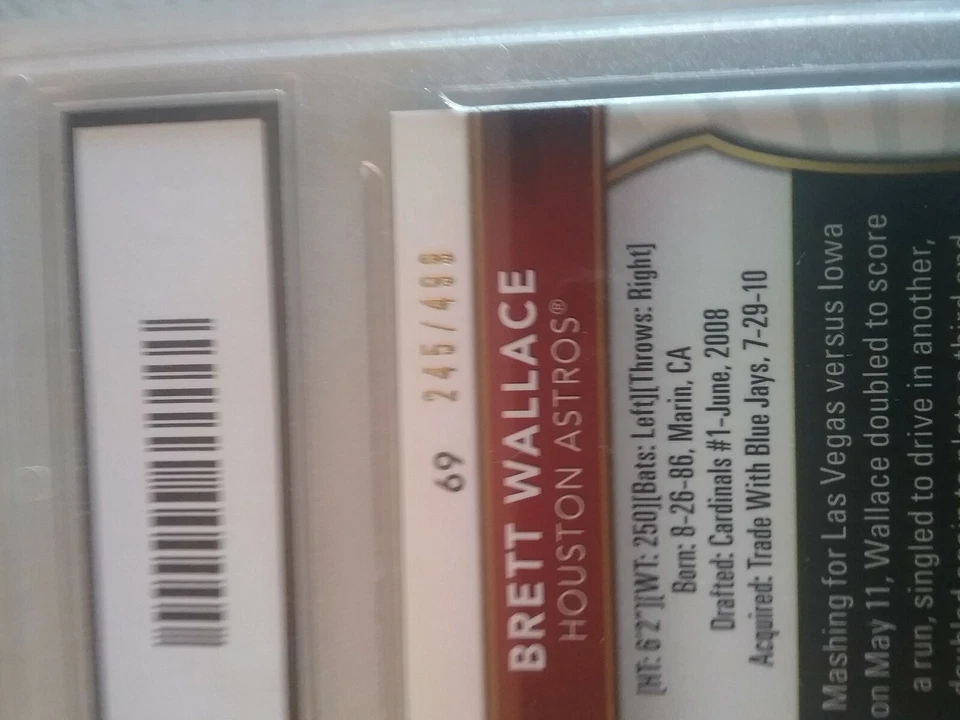 69 245/499
BRETT WALLACE
HOUSTON ASTROS®
[HT: 6'2"][WT: 250][Bats: Left][Throws: Right]
Born: 8-26-86, Marin, CA
Drafted: Cardinals #1-June, 2008
Acquired: Trade With Blue Jays, 7-29-10
Mashing for Las Vegas versus Iowa
on May 11, Wallace doubled to score
a run, singled to drive in another,